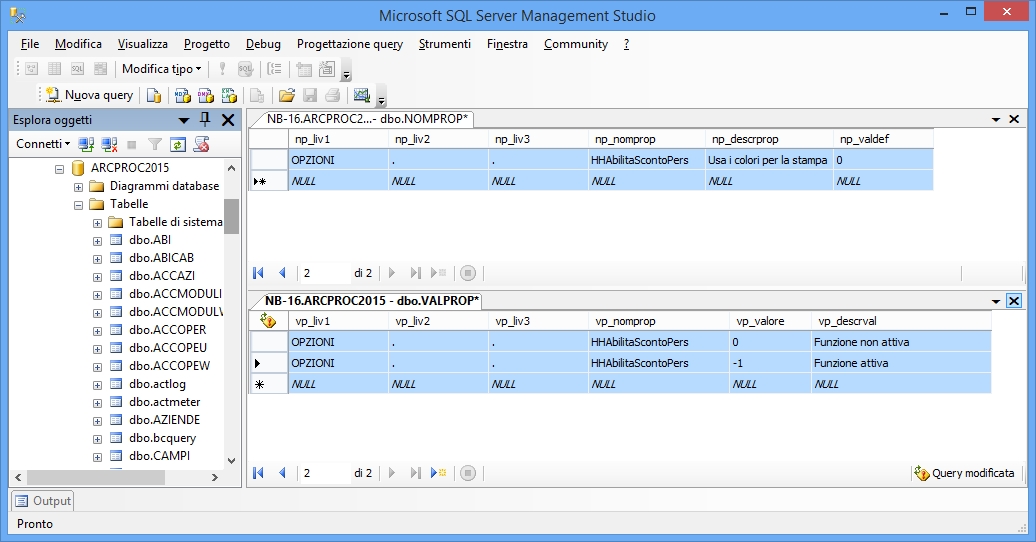 Microsoft SQL Server Management Studio
File Modifica Visualizza Progetto Debug Progettazione query Strumenti Finestra Community ?
SQL Modifica tipo
Nuova query
Esplora oggetti
Connetti
ARCPROC2015
Diagrammi database
Tabelle
Tabelle di sistema
dbo.ABI
dbo.ABICAB
dbo.ACCAZI
dbo.ACCMODULI
dbo.ACCMODULV
dbo.ACCOPER
dbo.ACCOPEU
dbo.ACCOPEW
dbo.actlog
dbo.actmeter
dbo.AZIENDE
dbo.bcquery
dbo.CAMPI
NB-16.ARCPROC2...- dbo.NOMPROP*
np_liv1 np_liv2 np_liv3 np_nomprop np_descrprop np_valdef
OPZIONI . . HHAbilitaScontoPers Usa i colori per la stampa 0
NULL NULL NULL NULL NULL NULL
2 di 2
NB-16.ARCPROC2015 - dbo.VALPROP*
vp_liv1 vp_liv2 vp_liv3 vp_nomprop vp_valore vp_descrval
OPZIONI . . HHAbilitaScontoPers 0 Funzione non attiva
OPZIONI . . HHAbilitaScontoPers -1 Funzione attiva
NULL NULL NULL NULL NULL NULL
2 di 2
Query modificata
Output
Pronto